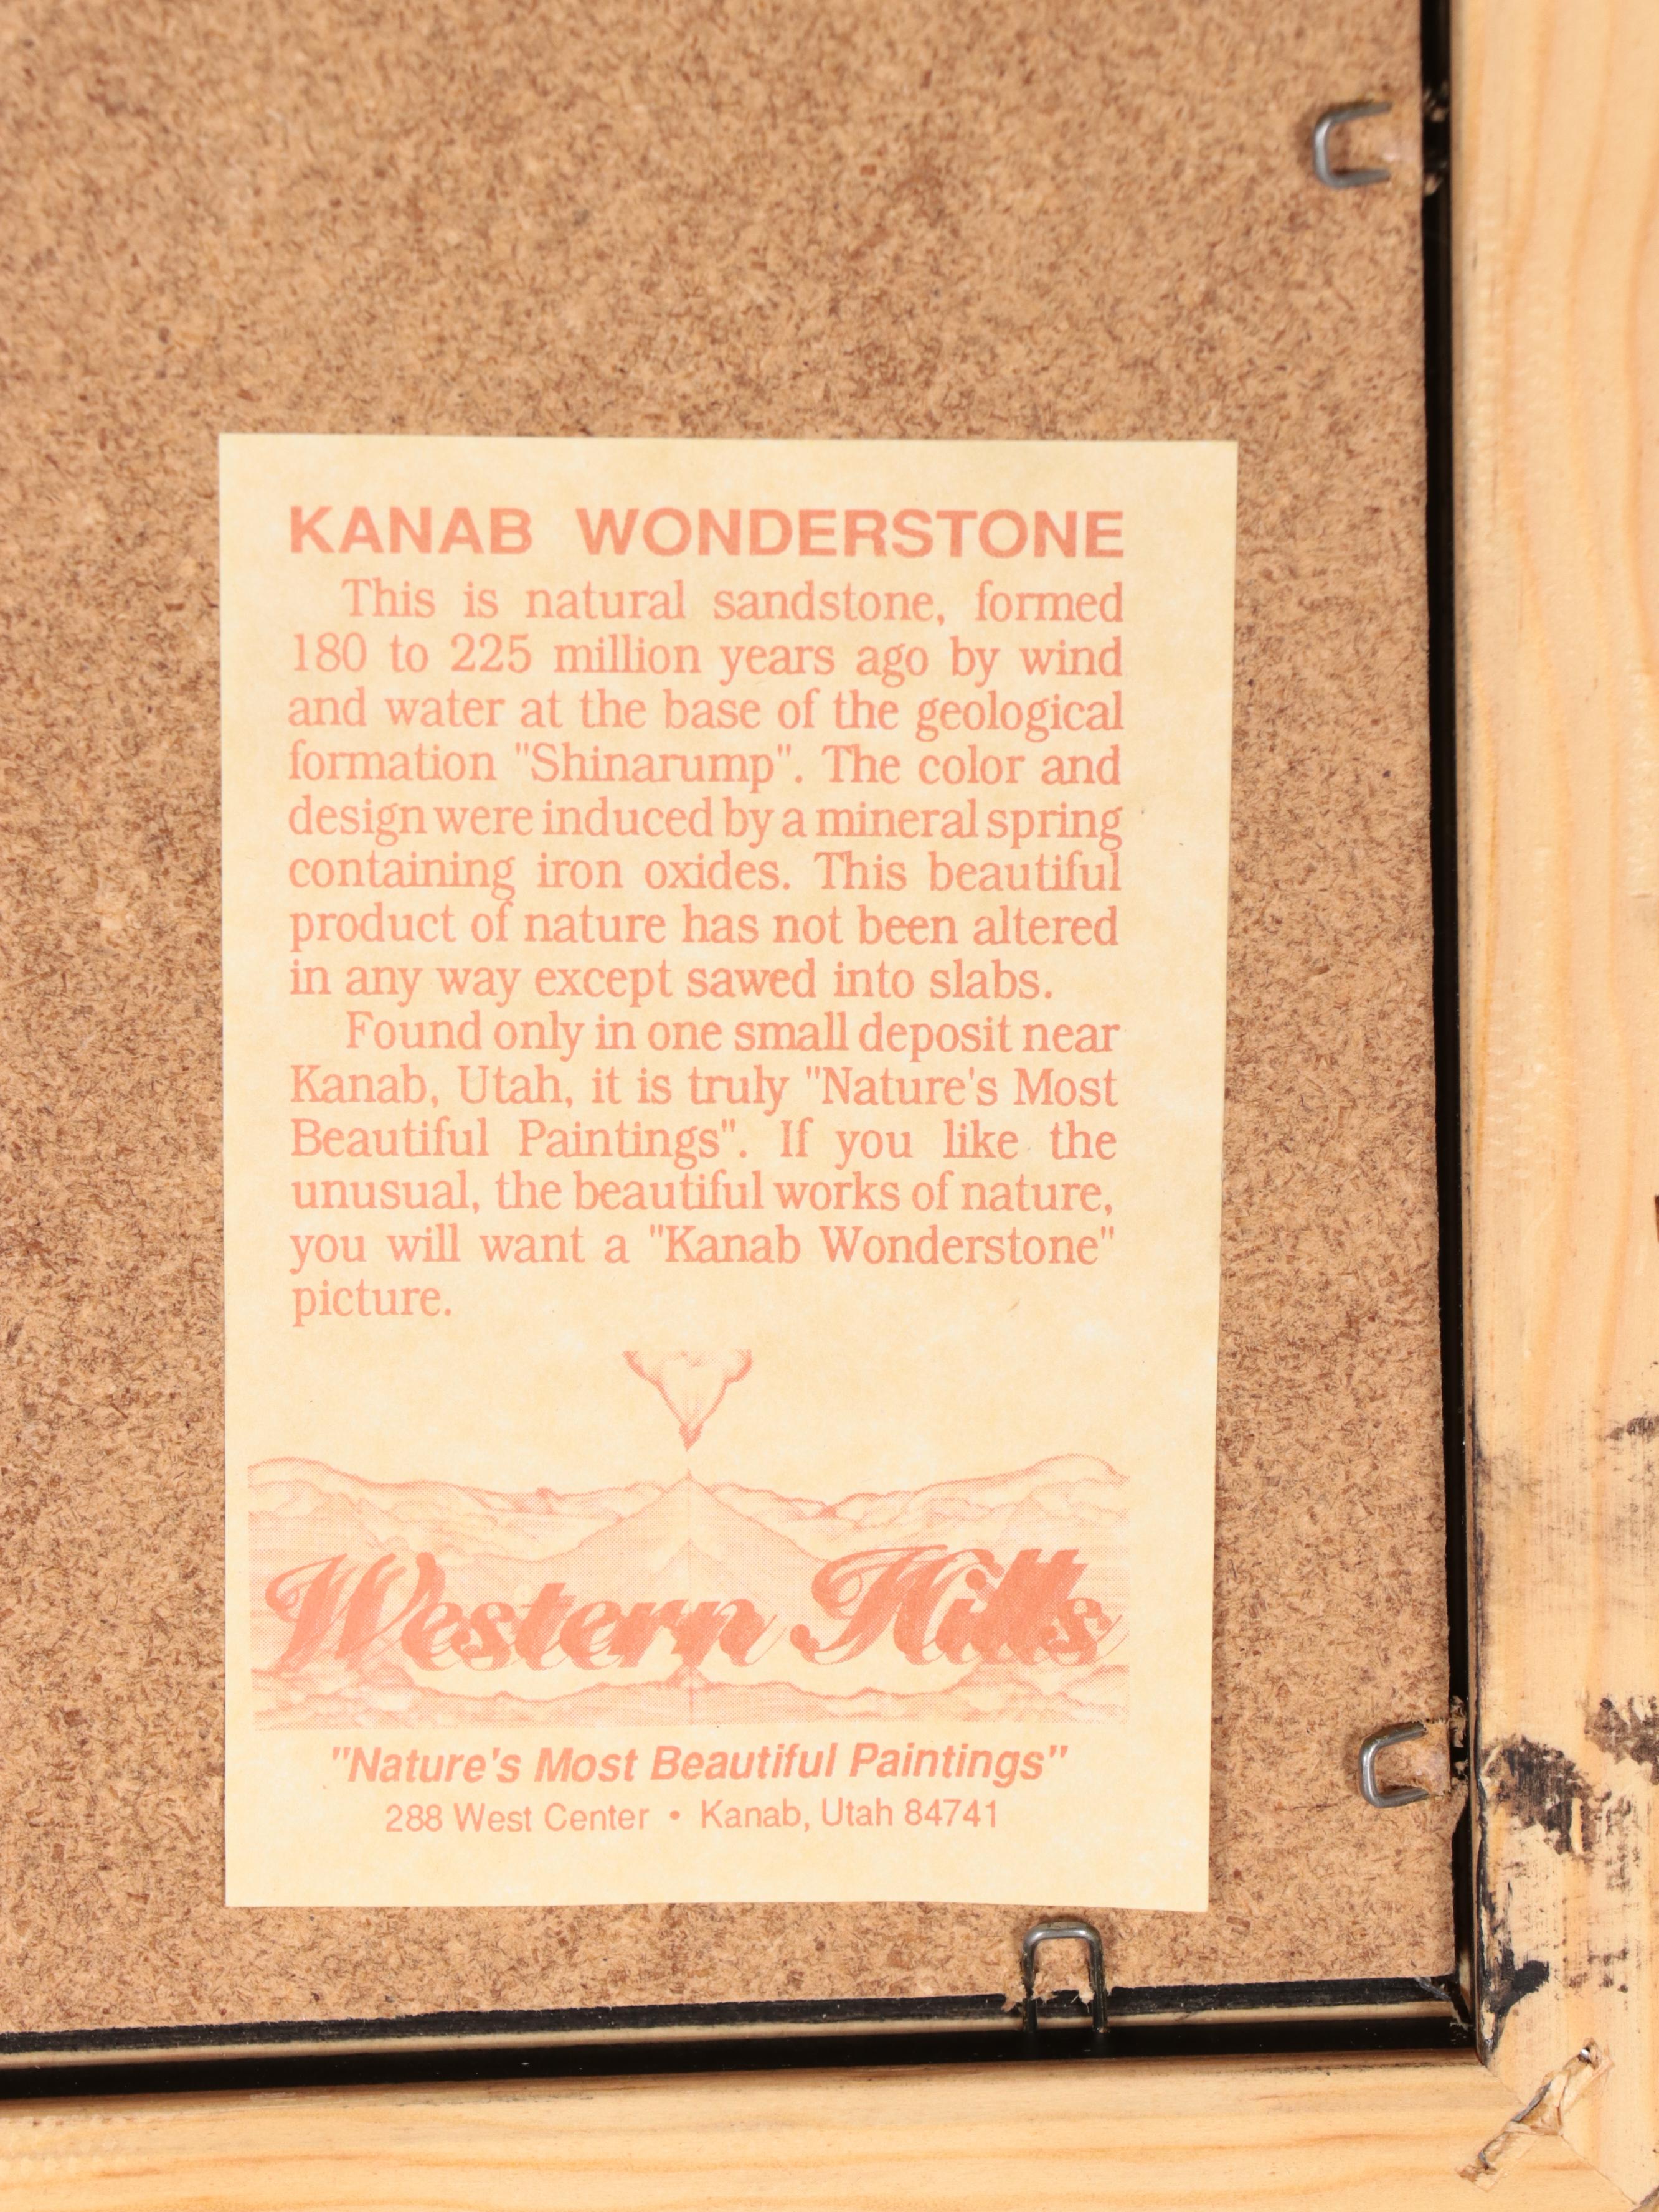 KANAB WONDERSTONE
This is natural sandstone, formed
180 to 225 million years ago by wind
and water at the base of the geological
formation "Shinarump". The color and
design were induced by a mineral spring
containing iron oxides. This beautiful
product of nature has not been altered
in any way except sawed into slabs.
Found only in one small deposit near
Kanab, Utah, it is truly "Nature's Most
Beautiful Paintings". If you like the
unusual, the beautiful works of nature,
you will want a "Kanab Wonderstone"
picture.
Western Hills
"Nature's Most Beautiful Paintings"
288 West Center • Kanab, Utah 84741